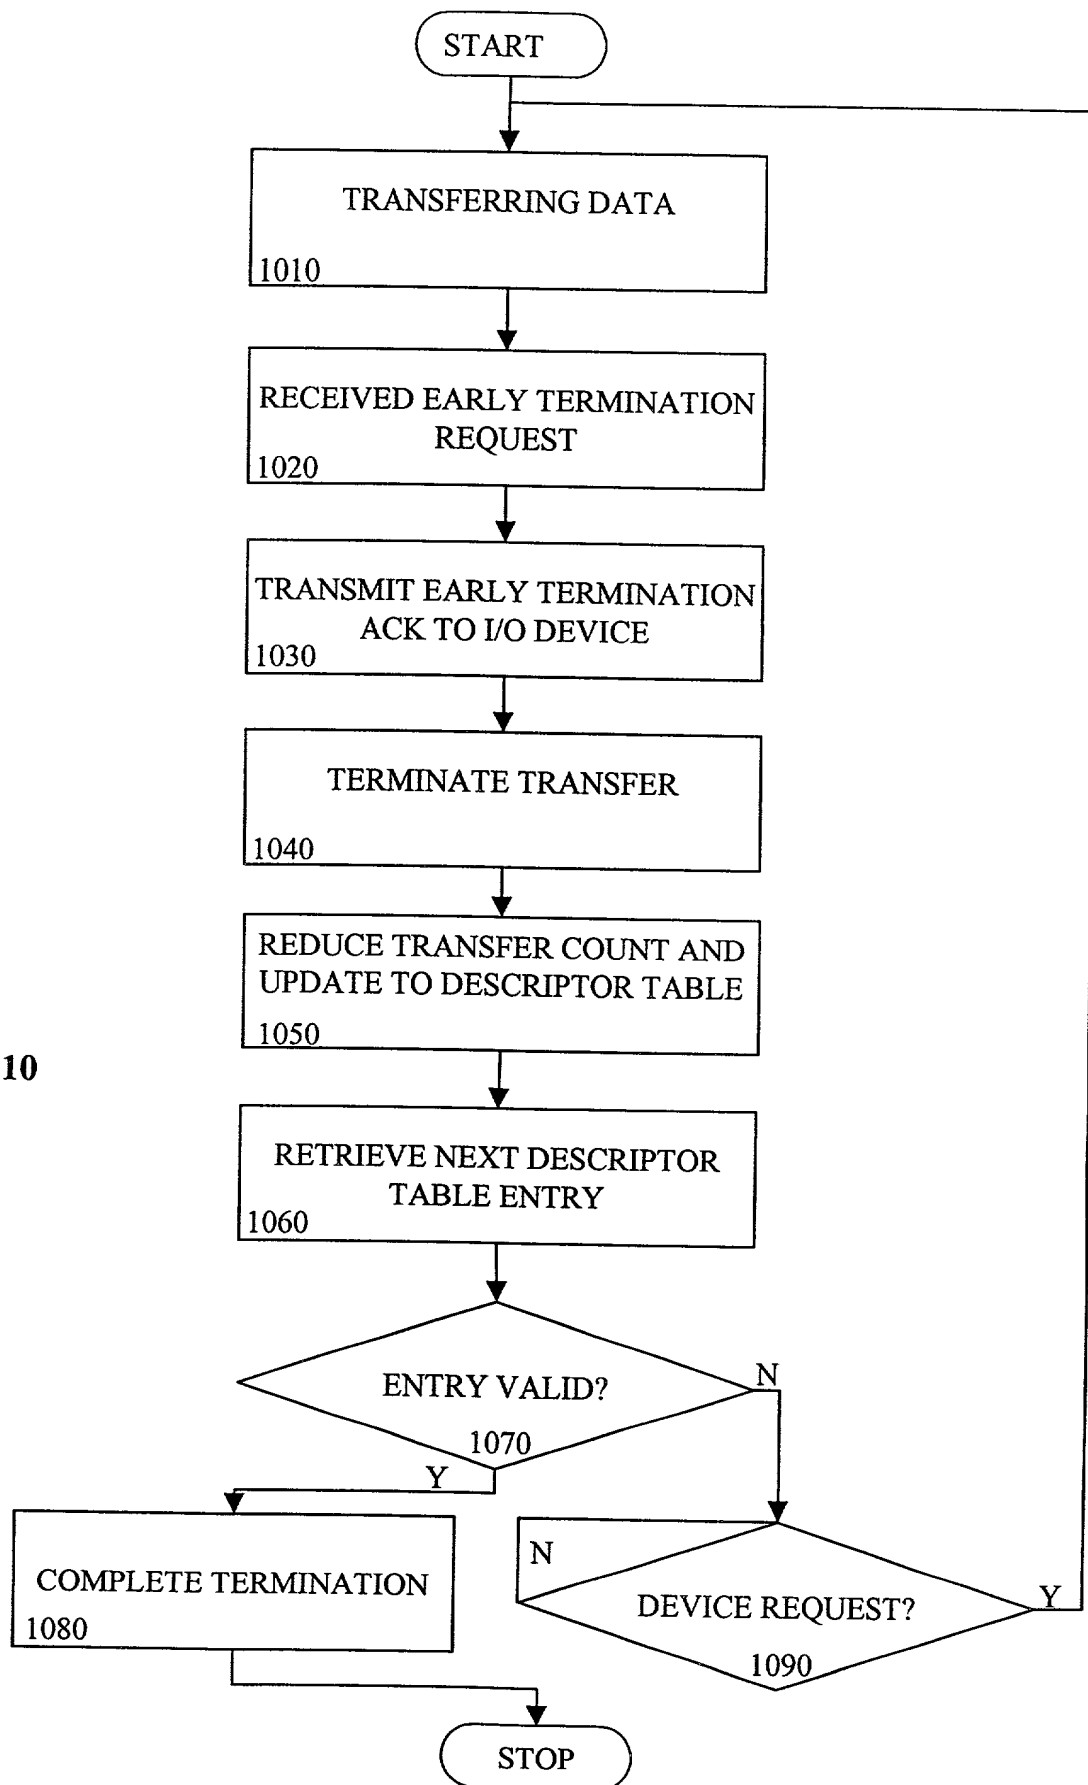 START
TRANSFERRING DATA
1010
RECEIVED EARLY TERMINATION
REQUEST
1020
TRANSMIT EARLY TERMINATION
ACK TO I/O DEVICE
1030
TERMINATE TRANSFER
1040
REDUCE TRANSFER COUNT AND
UPDATE TO DESCRIPTOR TABLE
1050
10
RETRIEVE NEXT DESCRIPTOR
TABLE ENTRY
1060
ENTRY VALID?
N
1070
Y
N
COMPLETE TERMINATION
1080
DEVICE REQUEST?
Y
1090
STOP